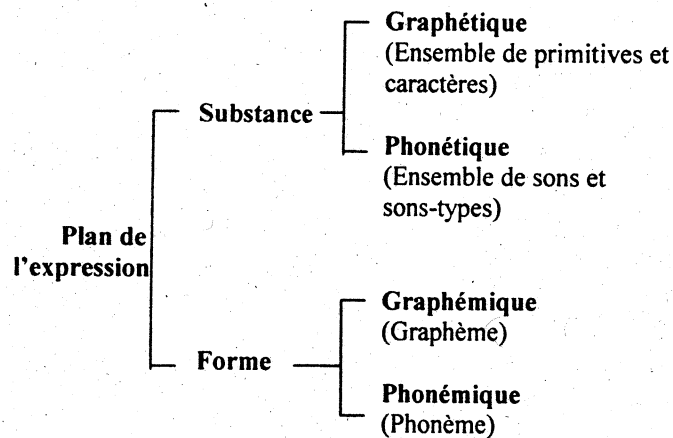 Graphétique
(Ensemble de primitives et
caractères)
Substance
Phonétique
(Ensemble de sons et
sons-types)
Plan de
l'expression
Graphémique
(Graphème)
Forme
Phonémique
(Phonème)